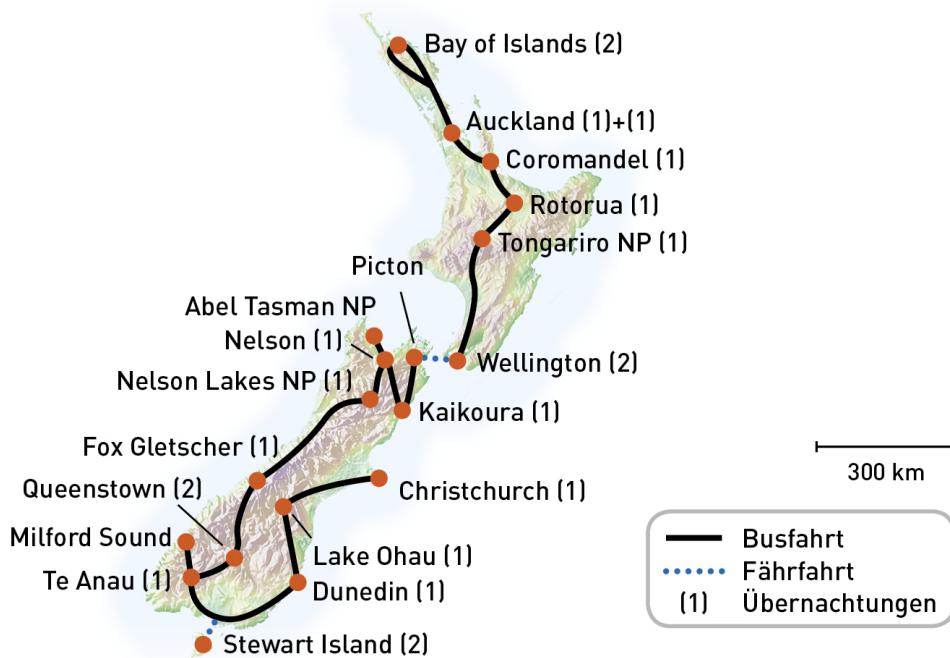 Bay of Islands (2)
Auckland (1)+(1)
Coromandel (1)
Rotorua (1)
Tongariro NP (1)
Picton
Abel Tasman NP
Nelson (1)
Wellington (2)
Nelson Lakes NP (1)
Kaikoura (1)
Fox Gletscher (1)
300 km
Queenstown (2)
Christchurch (1)
Milford Sound
Busfahrt
Lake Ohau (1)
Fährfahrt
Te Anau (1)
Dunedin (1)
(1) Übernachtungen
Stewart Island (2)